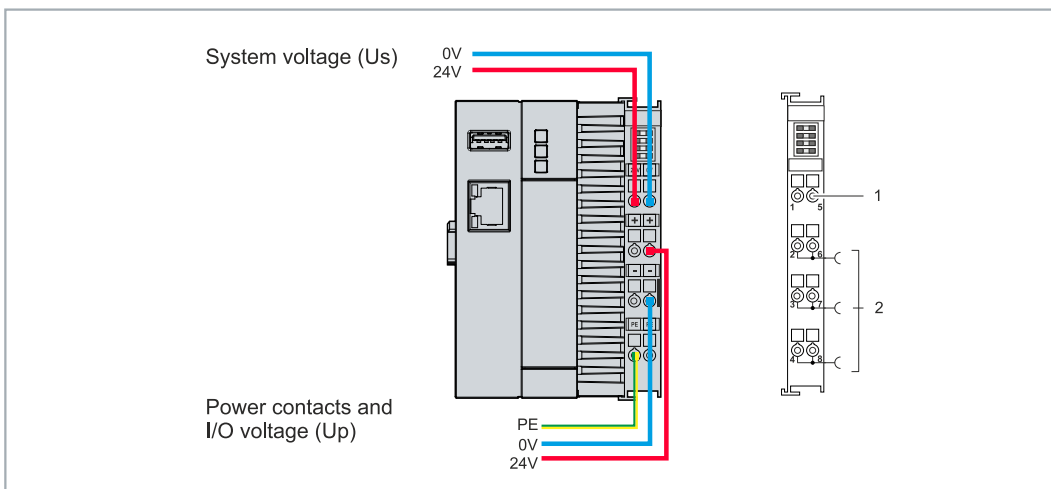 System voltage (Us)
0V
24V
+ +
- -
PE
1
5
1
2
6
3
7
2
4
8
Power contacts and
I/O voltage (Up)
PE
0V
24V